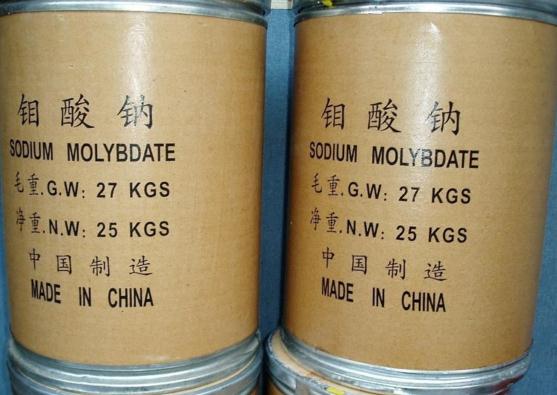 钼酸钠
SODIUM MOLYBDATE
毛重.G.W: 27 KGS
净重.N.W: 25 KGS
中国制造
MADE IN CHINA
钼酸钠
SODIUM MOLYBDATE
毛重.G.W: 27 KGS
净重.N.W: 25 KGS
中国制造
MADE IN CHINA